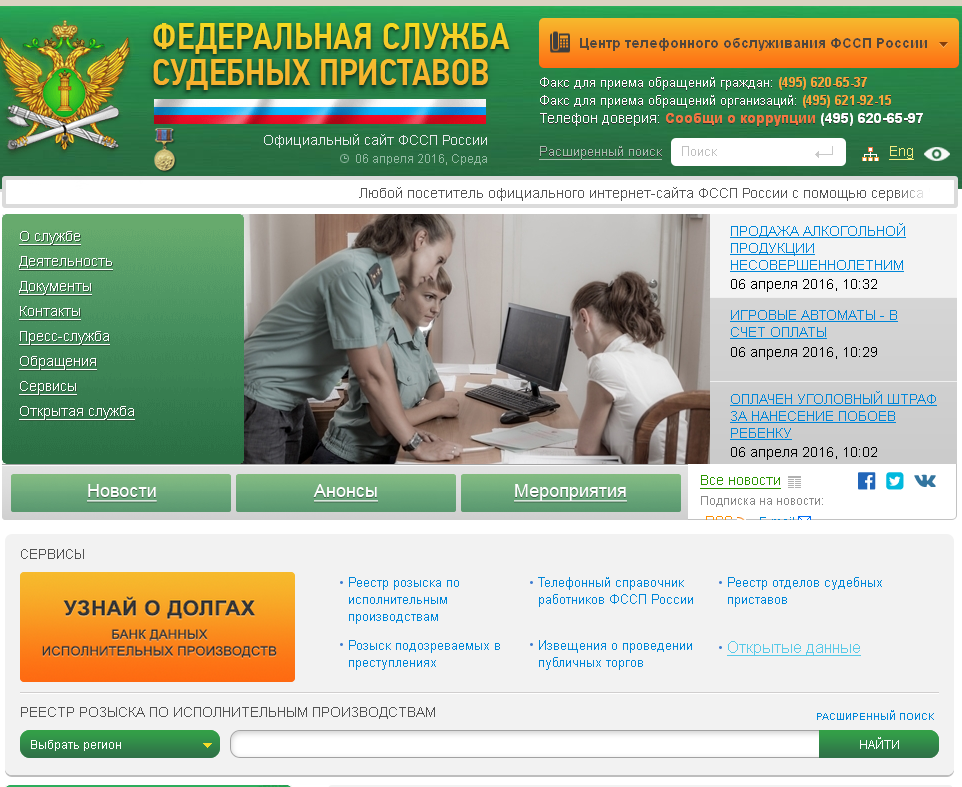 ФЕДЕРАЛЬНАЯ СЛУЖБА
СУДЕБНЫХ ПРИСТАВОВ
Официальный сайт ФССП России
06 апреля 2016, Среда
Центр телефонного обслуживания ФССП России
Факс для приема обращений граждан: (495) 620-65-37
Факс для приема обращений организаций: (495) 621-92-15
Телефон доверия: Сообщи о коррупции (495) 620-65-97
Расширенный поиск
Поиск
Eng
Любой посетитель официального интернет-сайта ФССП России с помощью сервиса
О службе
Деятельность
Документы
Контакты
Пресс-служба
Обращения
Сервисы
Открытая служба
ПРОДАЖА АЛКОГОЛЬНОЙ
ПРОДУКЦИИ
НЕСОВЕРШЕННОЛЕТНИМ
06 апреля 2016, 10:32
ИГРОВЫЕ АВТОМАТЫ - В
СЧЕТ ОПЛАТЫ
06 апреля 2016, 10:29
ОПЛАЧЕН УГОЛОВНЫЙ ШТРАФ
ЗА НАНЕСЕНИЕ ПОБОЕВ
РЕБЕНКУ
06 апреля 2016, 10:02
Новости
Анонсы
Мероприятия
Все новости
Подписка на новости:
RSS E-mail
СЕРВИСЫ
УЗНАЙ О ДОЛГАХ
БАНК ДАННЫХ
ИСПОЛНИТЕЛЬНЫХ ПРОИЗВОДСТВ
Реестр розыска по
исполнительным
производствам
Телефонный справочник
работников ФССП России
Реестр отделов судебных
приставов
Розыск подозреваемых в
преступлениях
Извещения о проведении
публичных торгов
Открытые данные
РЕЕСТР РОЗЫСКА ПО ИСПОЛНИТЕЛЬНЫМ ПРОИЗВОДСТВАМ
РАСШИРЕННЫЙ ПОИСК
Выбрать регион
НАЙТИ